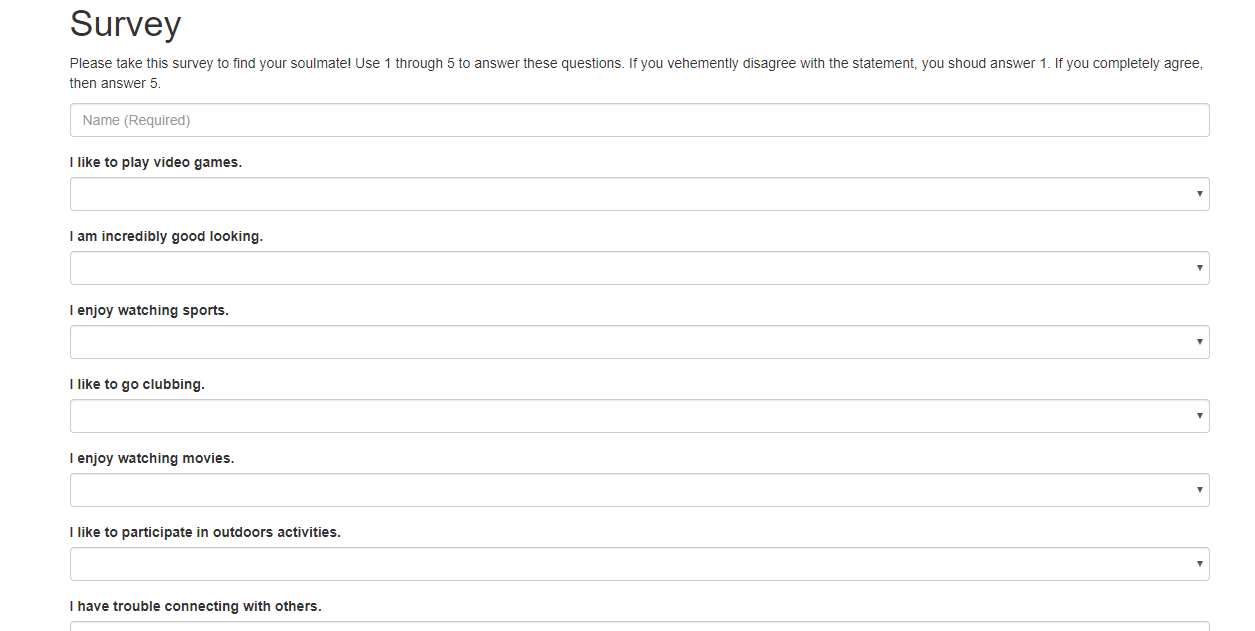 Survey
Please take this survey to find your soulmate! Use 1 through 5 to answer these questions. If you vehemently disagree with the statement, you shoud answer 1. If you completely agree,
then answer 5.
Name (Required)
I like to play video games.
I am incredibly good looking.
I enjoy watching sports.
I like to go clubbing.
I enjoy watching movies.
I like to participate in outdoors activities.
I have trouble connecting with others.